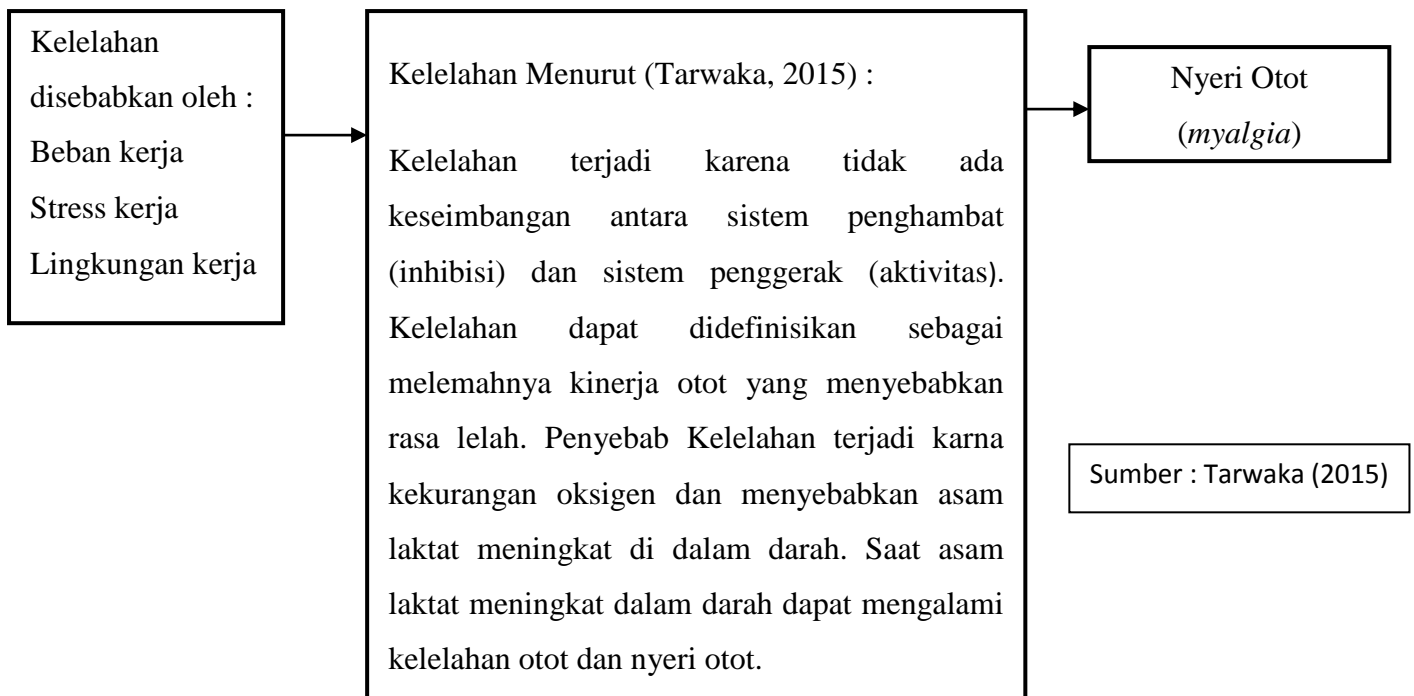 Kelelahan
disebabkan oleh :
Beban kerja
Stress kerja
Lingkungan kerja
Kelelahan Menurut (Tarwaka, 2015) :
Kelelahan terjadi karena tidak ada
keseimbangan antara sistem penghambat
(inhibisi) dan sistem penggerak (aktivitas).
Kelelahan dapat didefinisikan sebagai
melemahnya kinerja otot yang menyebabkan
rasa lelah. Penyebab Kelelahan terjadi karna
kekurangan oksigen dan menyebabkan asam
laktat meningkat di dalam darah. Saat asam
laktat meningkat dalam darah dapat mengalami
kelelahan otot dan nyeri otot.
Nyeri Otot
(myalgia)
Sumber : Tarwaka (2015)